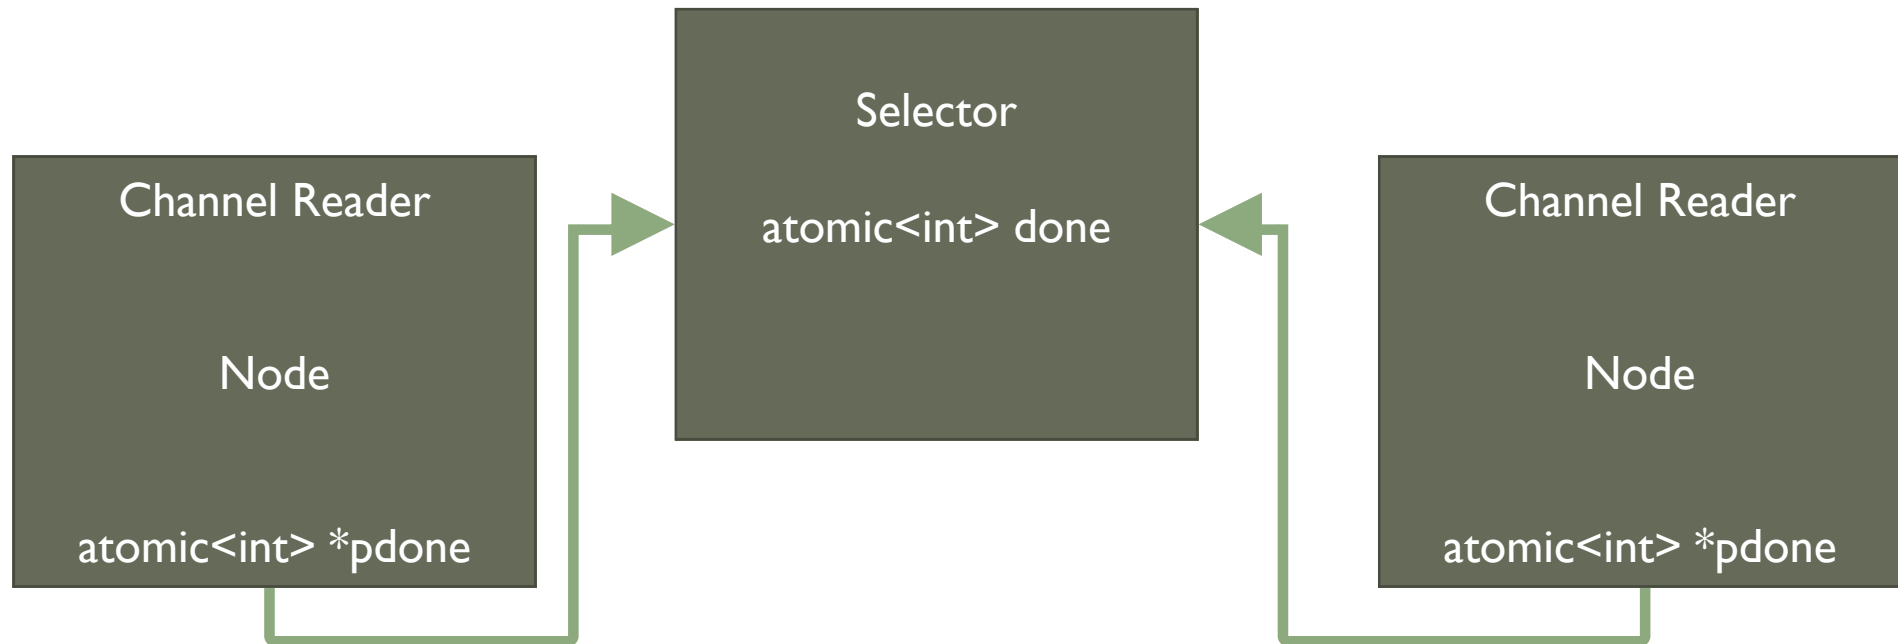 Channel Reader
Node
atomic<int> *pdone
Selector
atomic<int> done
Channel Reader
Node
atomic<int> *pdone